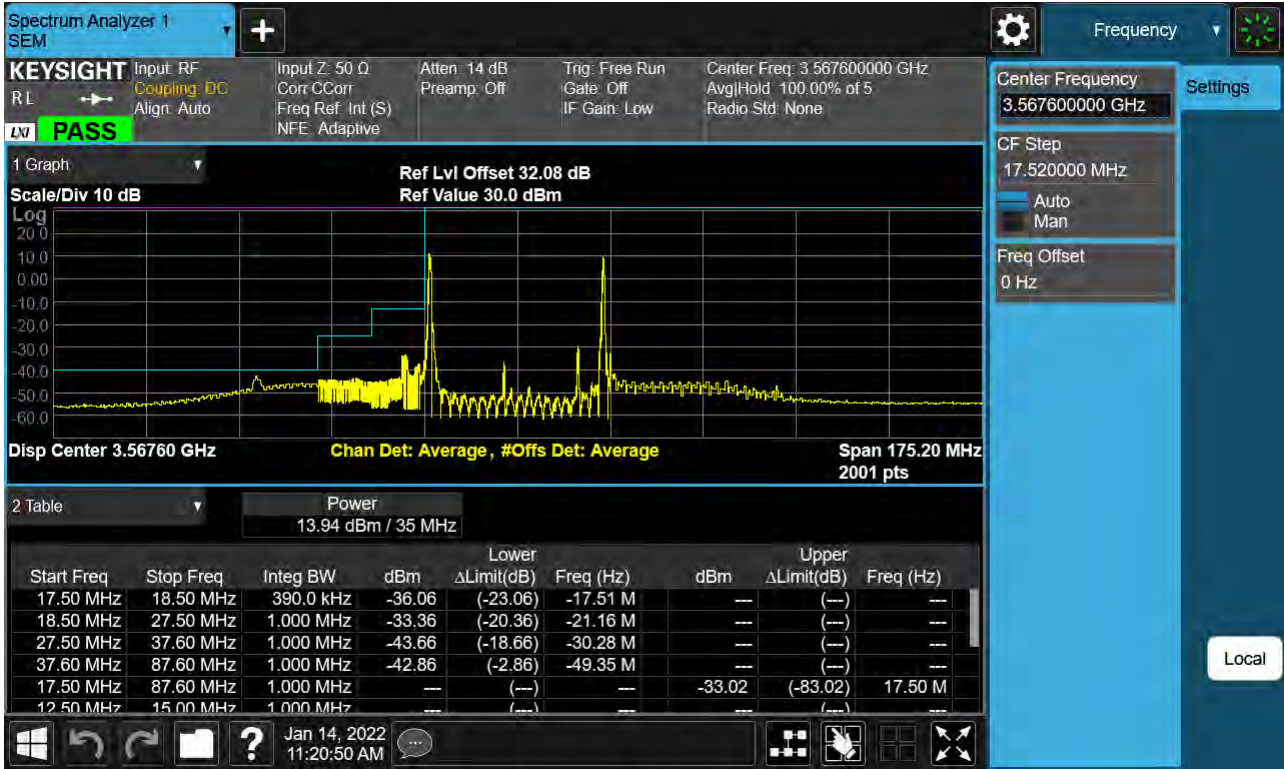 Spectrum Analyzer 1
SEM
Frequency
KEYSIGHT
R L
LXI PASS
Input: RF
Coupling: DC
Align: Auto
Input Z: 50 Ω
Corr CCorr
Freq Ref: Int (S)
NFE: Adaptive
Atten: 14 dB
Preamp: Off
Trig: Free Run
Gate: Off
IF Gain: Low
Center Freq: 3.567600000 GHz
Avg|Hold: 100.00% of 5
Radio Std: None
Center Frequency
3.567600000 GHz
Settings
CF Step
17.520000 MHz
Auto
Man
Freq Offset
0 Hz
1 Graph
Scale/Div 10 dB
Ref Lvl Offset 32.08 dB
Ref Value 30.0 dBm
Log
20.0
10.0
0.00
-10.0
-20.0
-30.0
-40.0
-50.0
-60.0
Disp Center 3.56760 GHz Chan Det: Average, #Offs Det: Average Span 175.20 MHz
2001 pts
2 Table
Power
13.94 dBm / 35 MHz
Lower Upper
Start Freq Stop Freq Integ BW dBm ΔLimit(dB) Freq (Hz) dBm ΔLimit(dB) Freq (Hz)
17.50 MHz 18.50 MHz 390.0 kHz -36.06 (-23.06) -17.51 M --- (---) ---
18.50 MHz 27.50 MHz 1.000 MHz -33.36 (-20.36) -21.16 M --- (---) ---
27.50 MHz 37.60 MHz 1.000 MHz -43.66 (-18.66) -30.28 M --- (---) ---
37.60 MHz 87.60 MHz 1.000 MHz -42.86 (-2.86) -49.35 M --- (---) ---
17.50 MHz 87.60 MHz 1.000 MHz --- (---) --- -33.02 (-83.02) 17.50 M
12.50 MHz 15.00 MHz 1.000 MHz --- (---) --- --- (---) ---
Local
Jan 14, 2022
11:20:50 AM